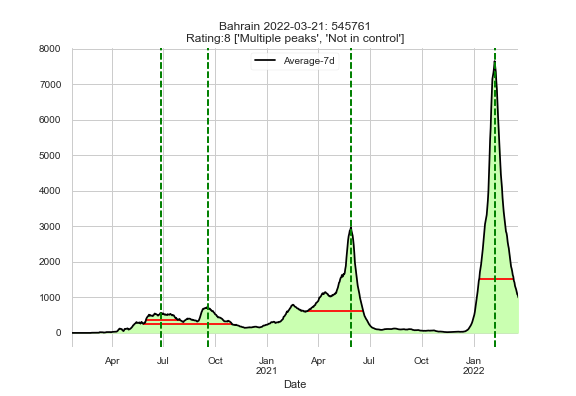 Bahrain 2022-03-21: 545761
Rating:8 ['Multiple peaks', 'Not in control']
Average-7d
8000
7000
6000
5000
4000
3000
2000
1000
0
Apr Jul Oct Jan Apr Jul Oct Jan
2021 2022
Date